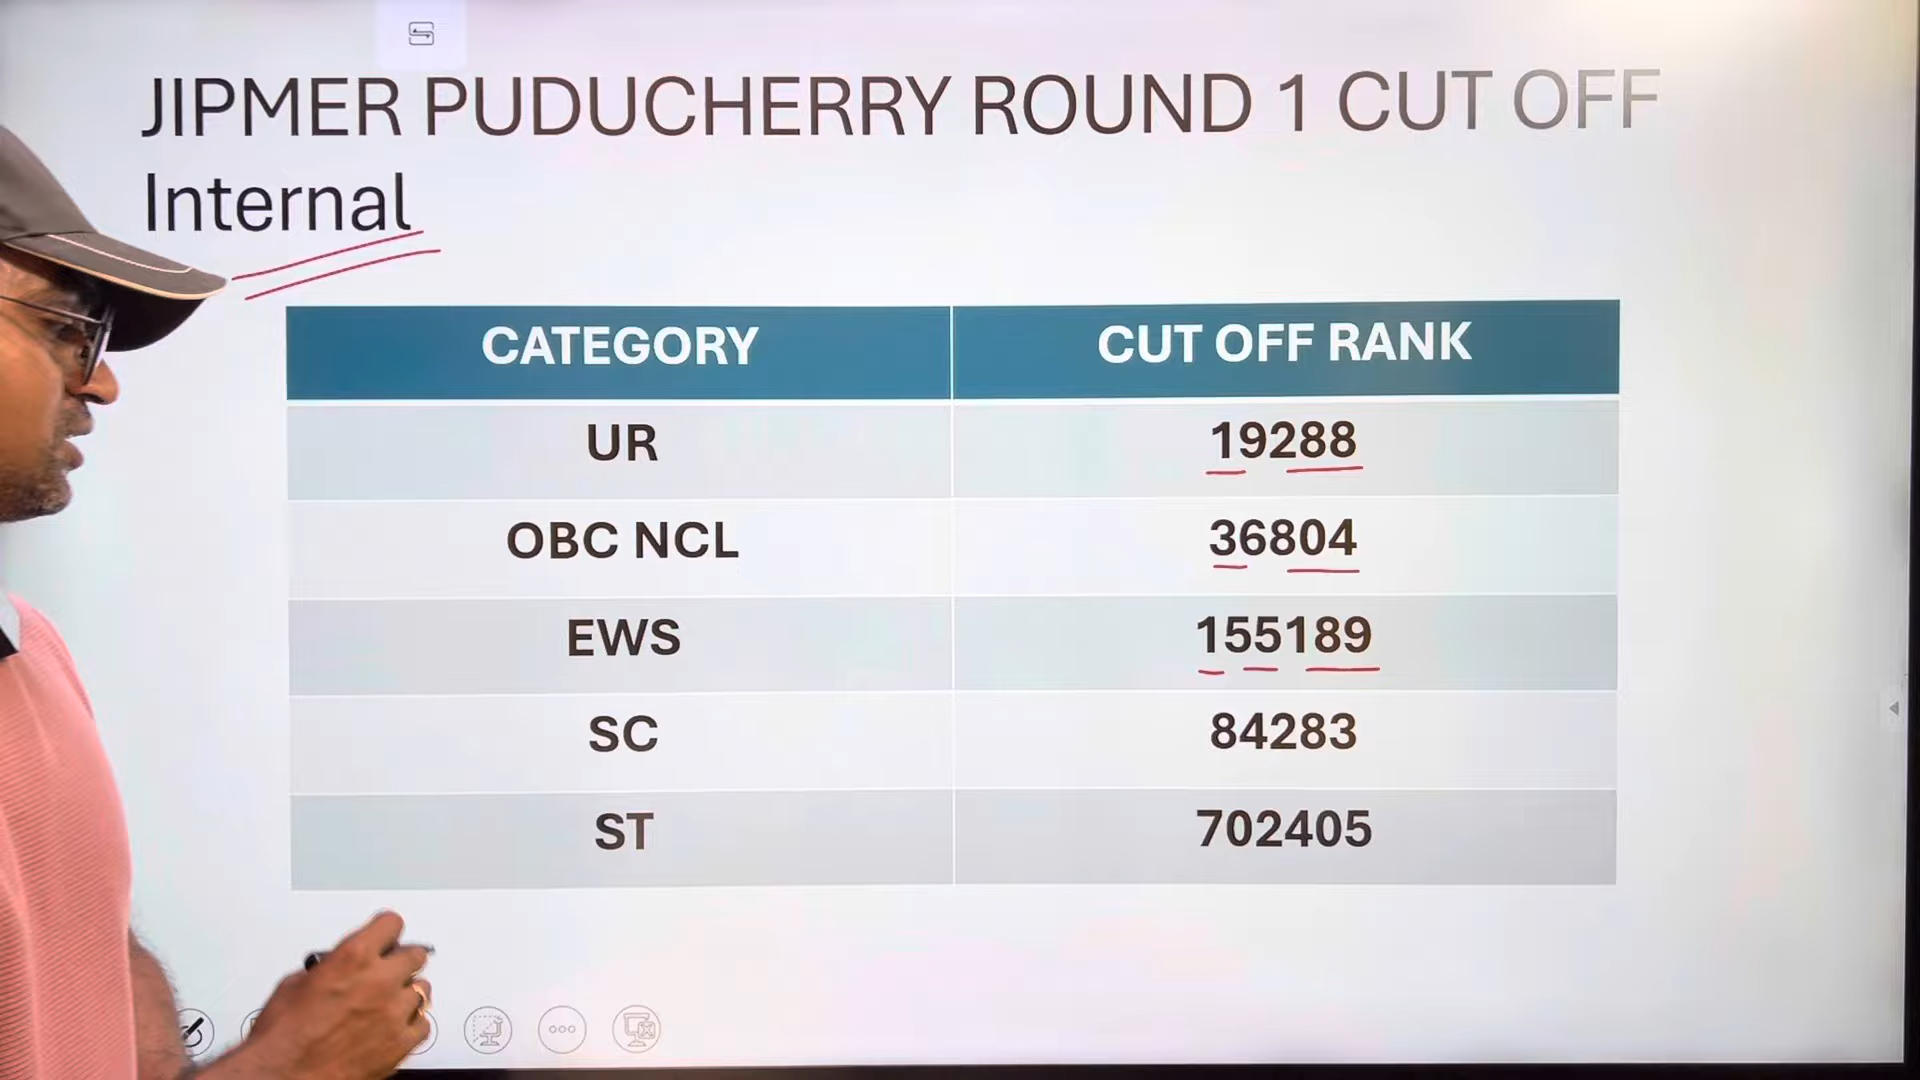 JIPMER PUDUCHERRY ROUND 1 CUT OFF
Internal
CATEGORY CUT OFF RANK
UR 19288
OBC NCL 36804
EWS 155189
SC 84283
ST 702405